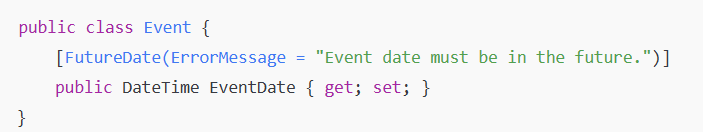 public class Event {
    [FutureDate(ErrorMessage = "Event date must be in the future.")]
    public DateTime EventDate { get; set; }
}